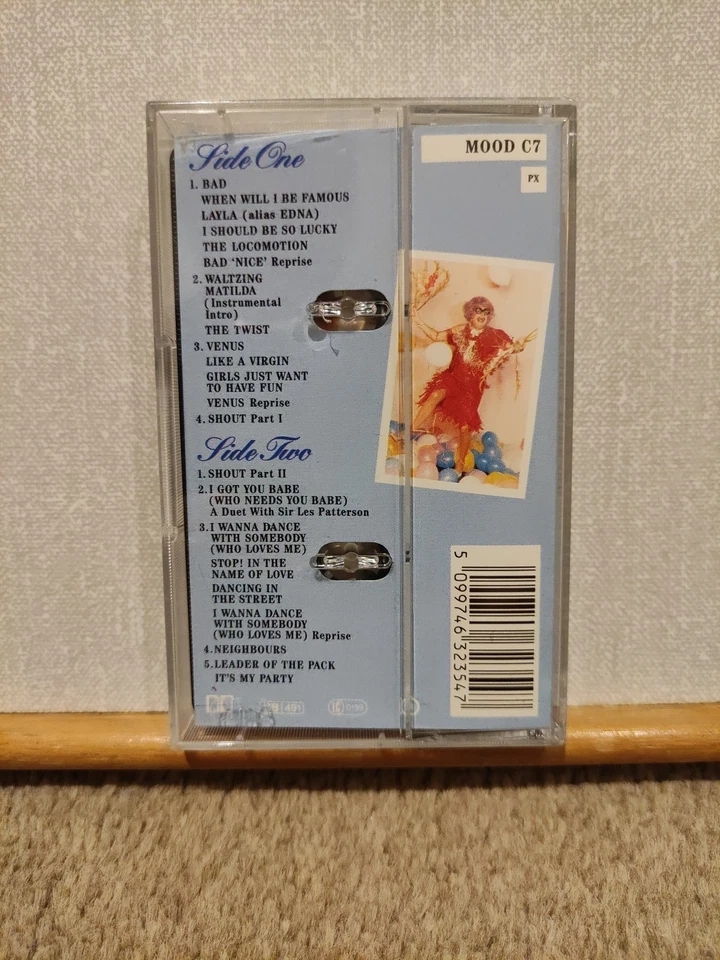 Side One
1. BAD
WHEN WILL I BE FAMOUS
LAYLA (alias EDNA)
I SHOULD BE SO LUCKY
THE LOCOMOTION
BAD 'NICE' Reprise
2. WALTZING
MATILDA
(Instrumental
Intro)
THE TWIST
3. VENUS
LIKE A VIRGIN
GIRLS JUST WANT
TO HAVE FUN
VENUS Reprise
4. SHOUT Part I
Side Two
1. SHOUT Part II
2. I GOT YOU BABE
(WHO NEEDS YOU BABE)
A Duet With Sir Les Patterson
3. I WANNA DANCE
WITH SOMEBODY
(WHO LOVES ME)
STOP! IN THE
NAME OF LOVE
DANCING IN
THE STREET
I WANNA DANCE
WITH SOMEBODY
(WHO LOVES ME) Reprise
4. NEIGHBOURS
5. LEADER OF THE PACK
IT'S MY PARTY
MOOD C7
PX
5 099746 323547